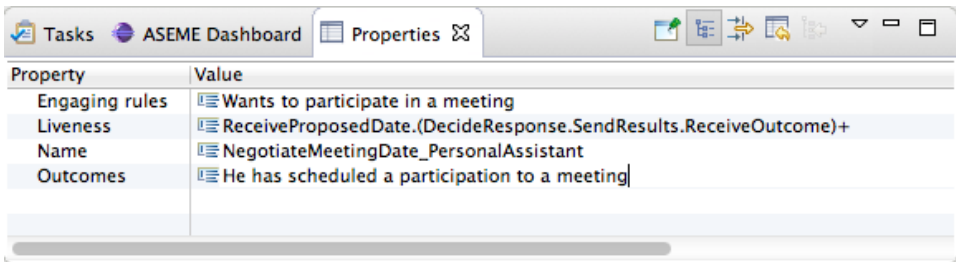 Tasks ASEME Dashboard Properties
Property Value
Engaging rules Wants to participate in a meeting
Liveness ReceiveProposedDate.(DecideResponse.SendResults.ReceiveOutcome)+
Name NegotiateMeetingDate_PersonalAssistant
Outcomes He has scheduled a participation to a meeting